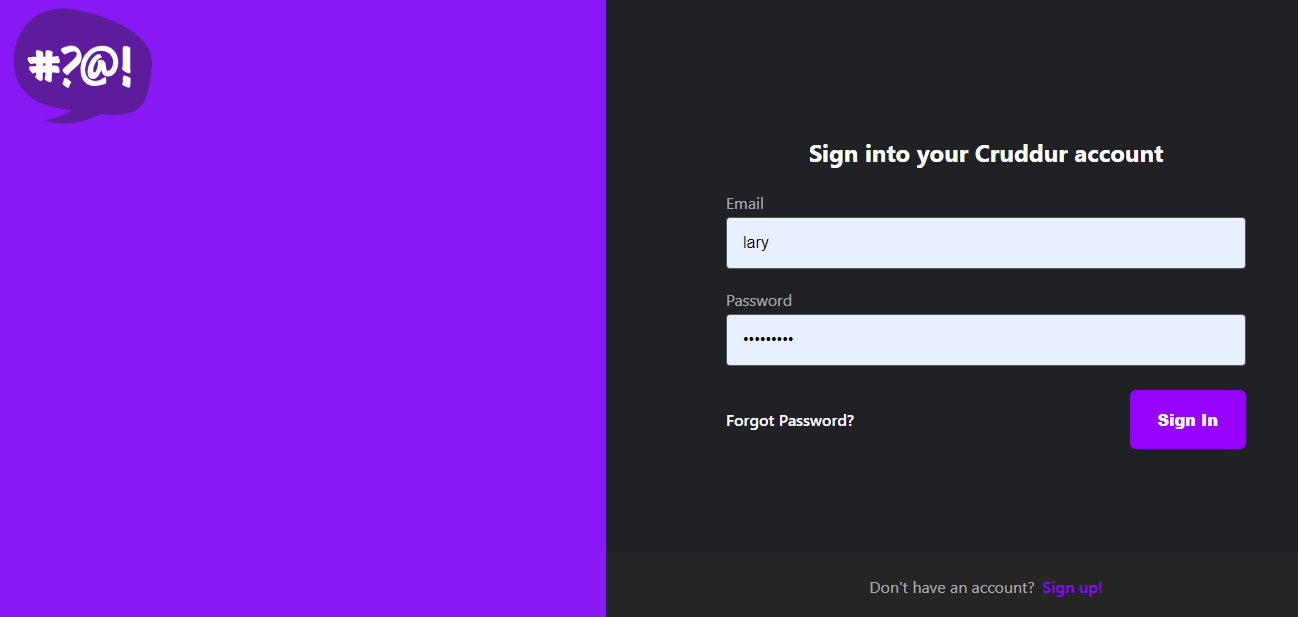 #?@!
Sign into your Cruddur account
Email
lary
Password
•••••••••
Forgot Password?
Sign In
Don't have an account? Sign up!